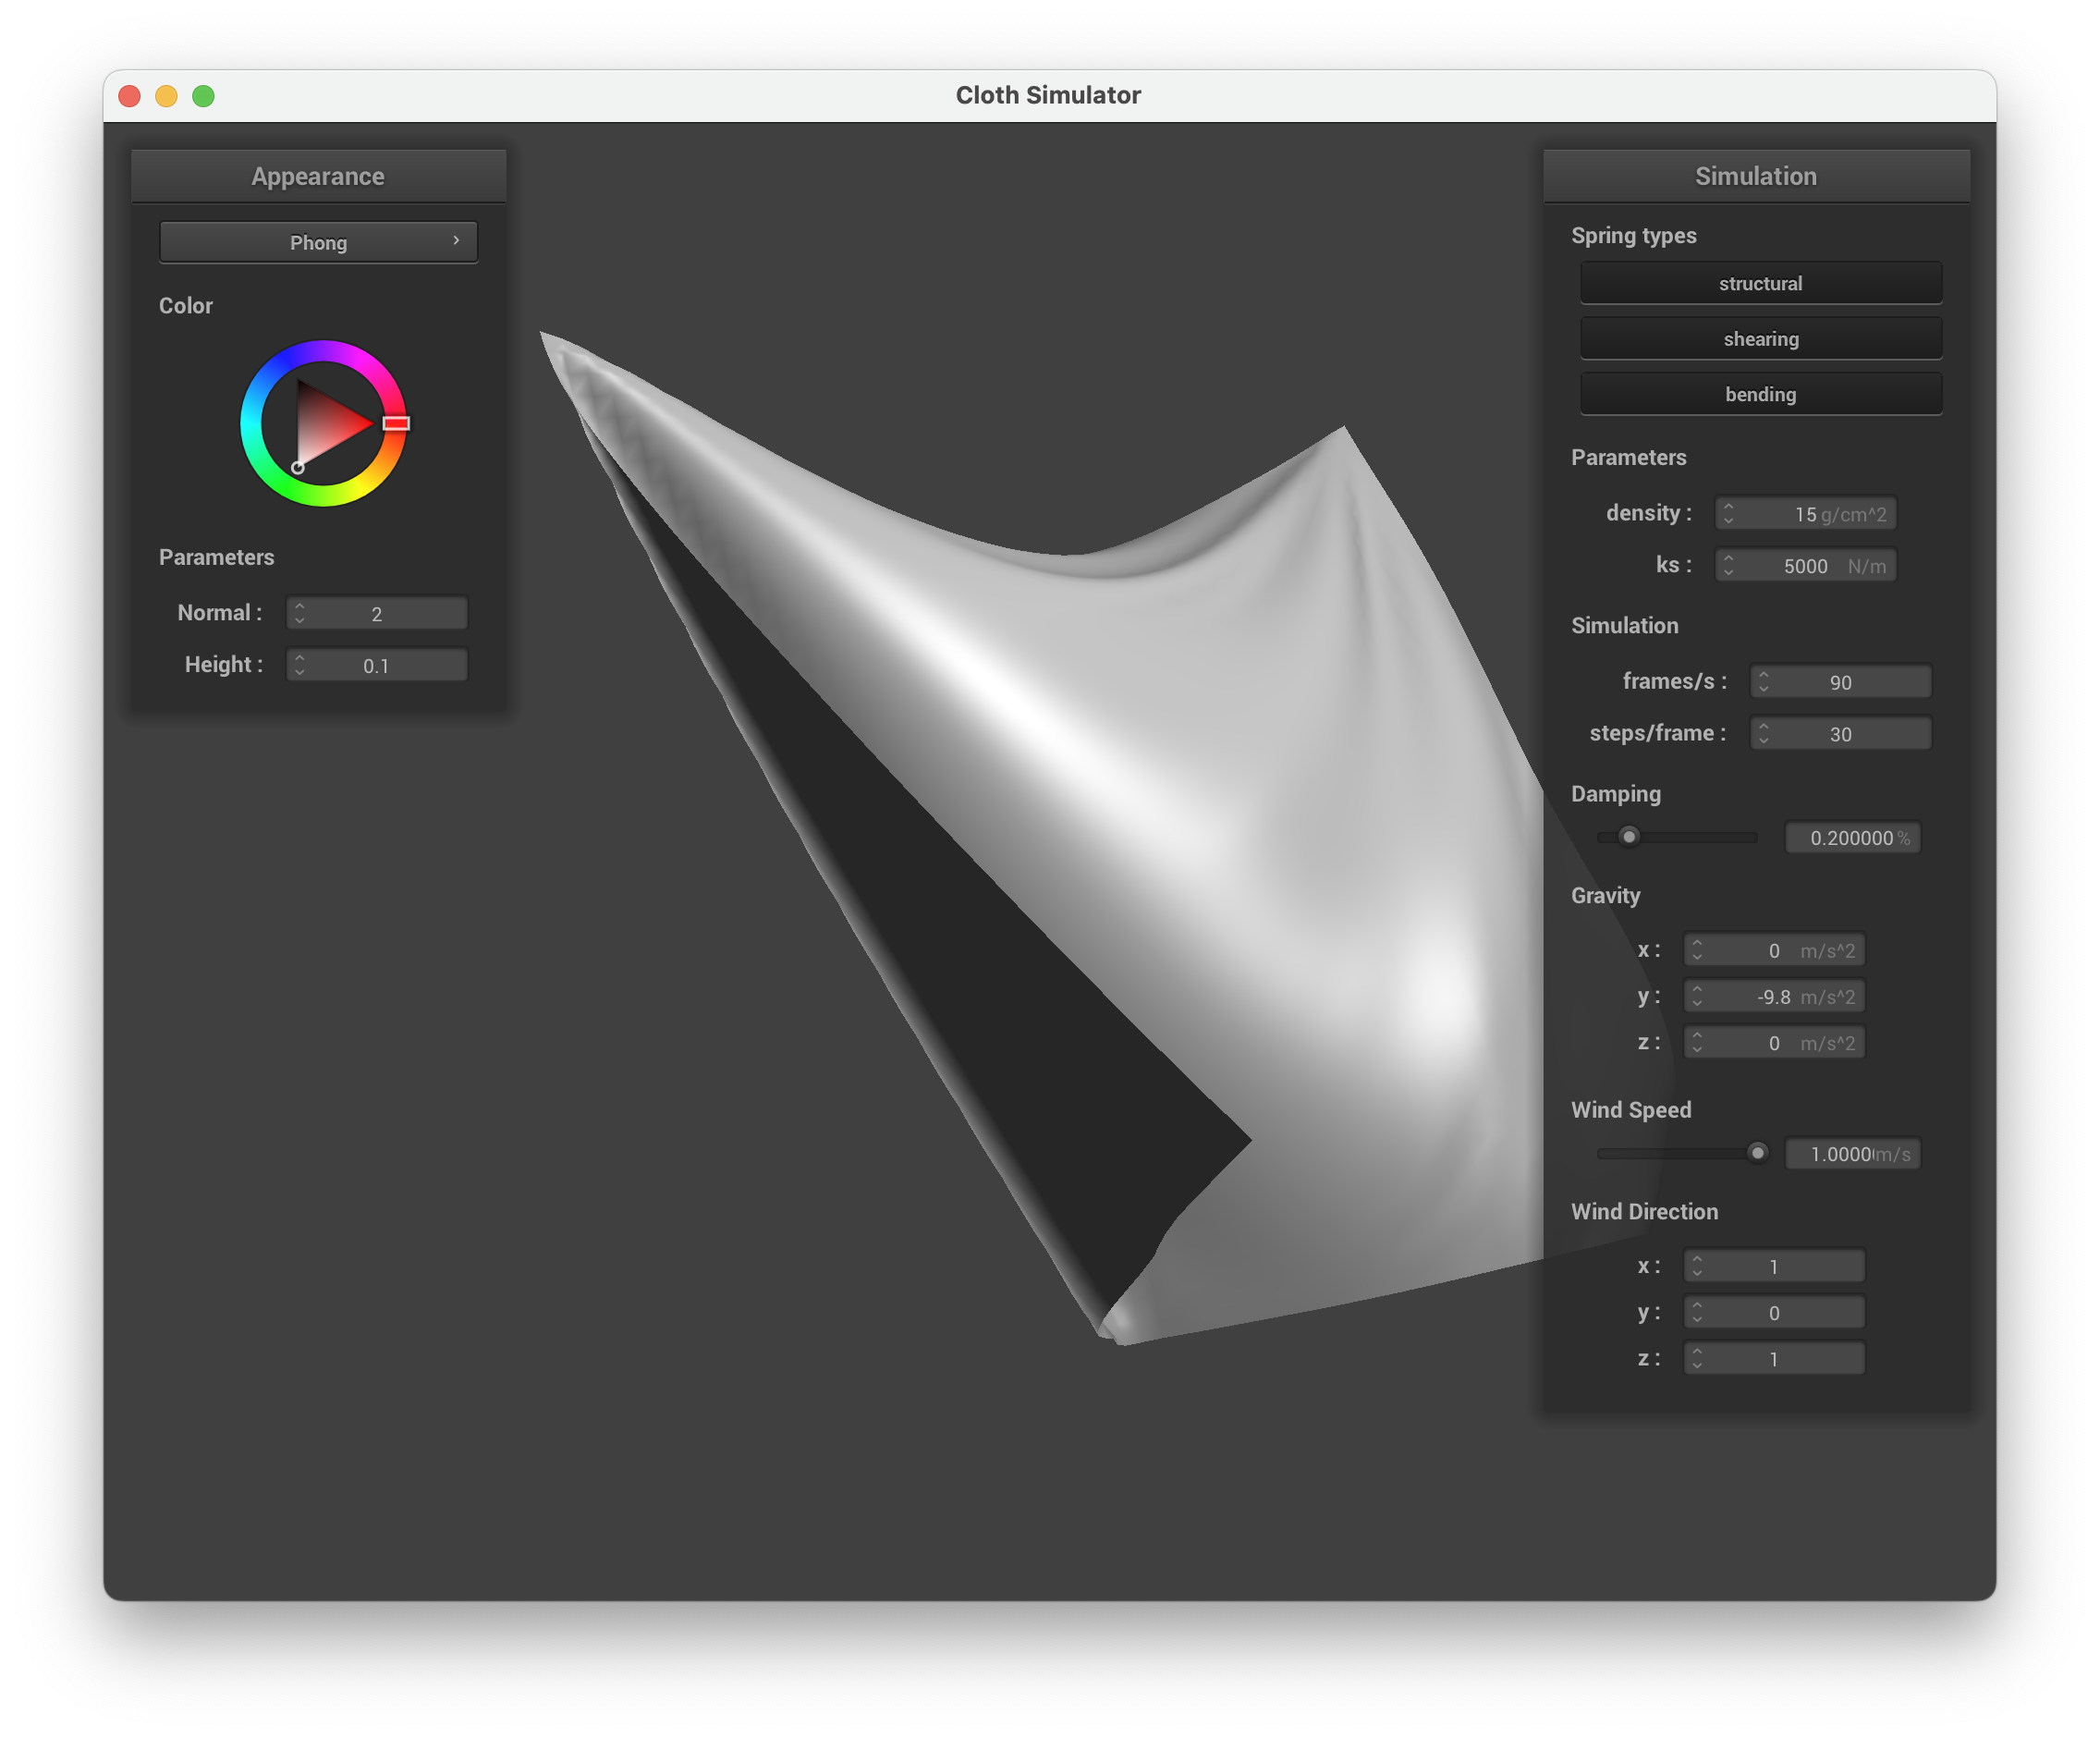 Cloth Simulator
Appearance
Phong
Color
Parameters
Normal : 2
Height : 0.1
Simulation
Spring types
structural
shearing
bending
Parameters
density : 15 g/cm^2
ks : 5000 N/m
Simulation
frames/s : 90
steps/frame : 30
Damping
0.200000 %
Gravity
x : 0 m/s^2
y : -9.8 m/s^2
z : 0 m/s^2
Wind Speed
1.0000 m/s
Wind Direction
x : 1
y : 0
z : 1